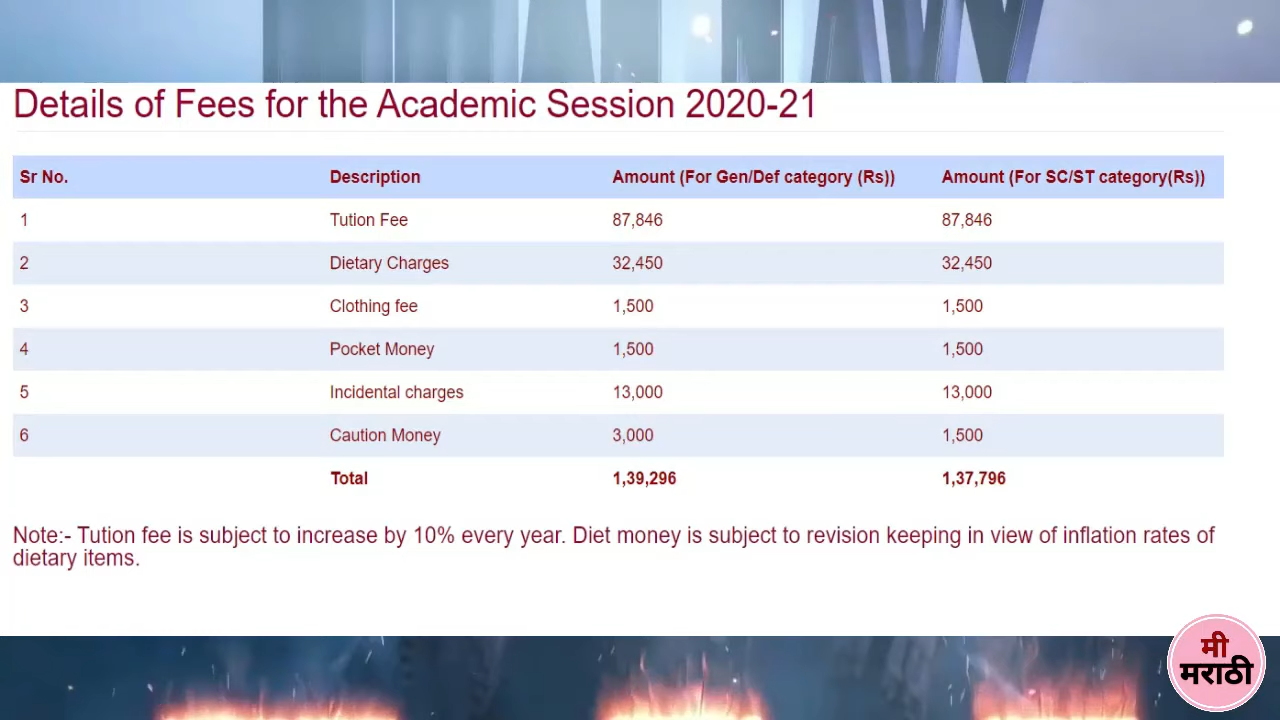 Details of Fees for the Academic Session 2020-21
Sr No. Description Amount (For Gen/Def category (Rs)) Amount (For SC/ST category(Rs))
1 Tution Fee 87,846 87,846
2 Dietary Charges 32,450 32,450
3 Clothing fee 1,500 1,500
4 Pocket Money 1,500 1,500
5 Incidental charges 13,000 13,000
6 Caution Money 3,000 1,500
Total 1,39,296 1,37,796
Note:- Tution fee is subject to increase by 10% every year. Diet money is subject to revision keeping in view of inflation rates of
dietary items.
मी
मराठी